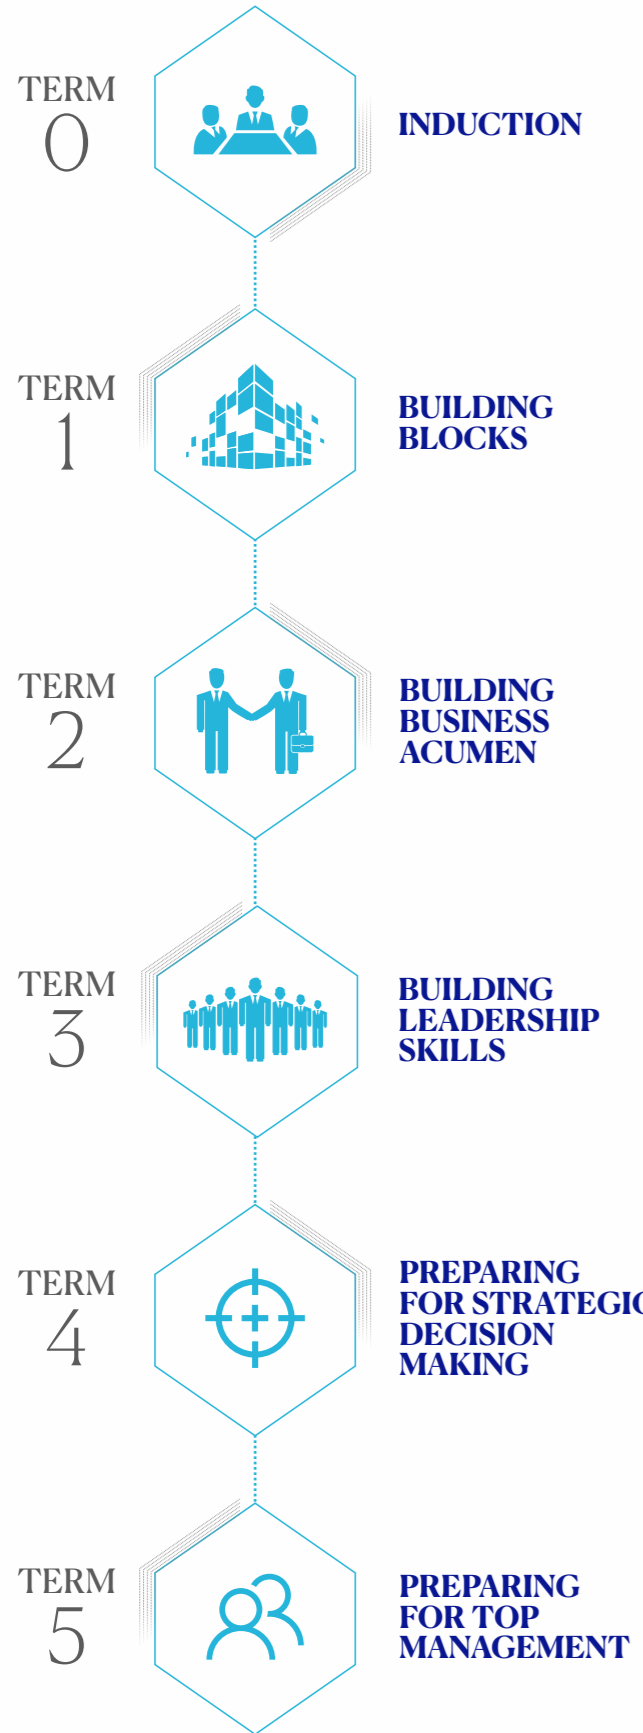 TERM
0
INDUCTION
TERM
1
BUILDING
BLOCKS
TERM
2
BUILDING
BUSINESS
ACUMEN
TERM
3
BUILDING
LEADERSHIP
SKILLS
TERM
4
PREPARING
FOR STRATEGIC
DECISION
MAKING
TERM
5
PREPARING
FOR TOP
MANAGEMENT